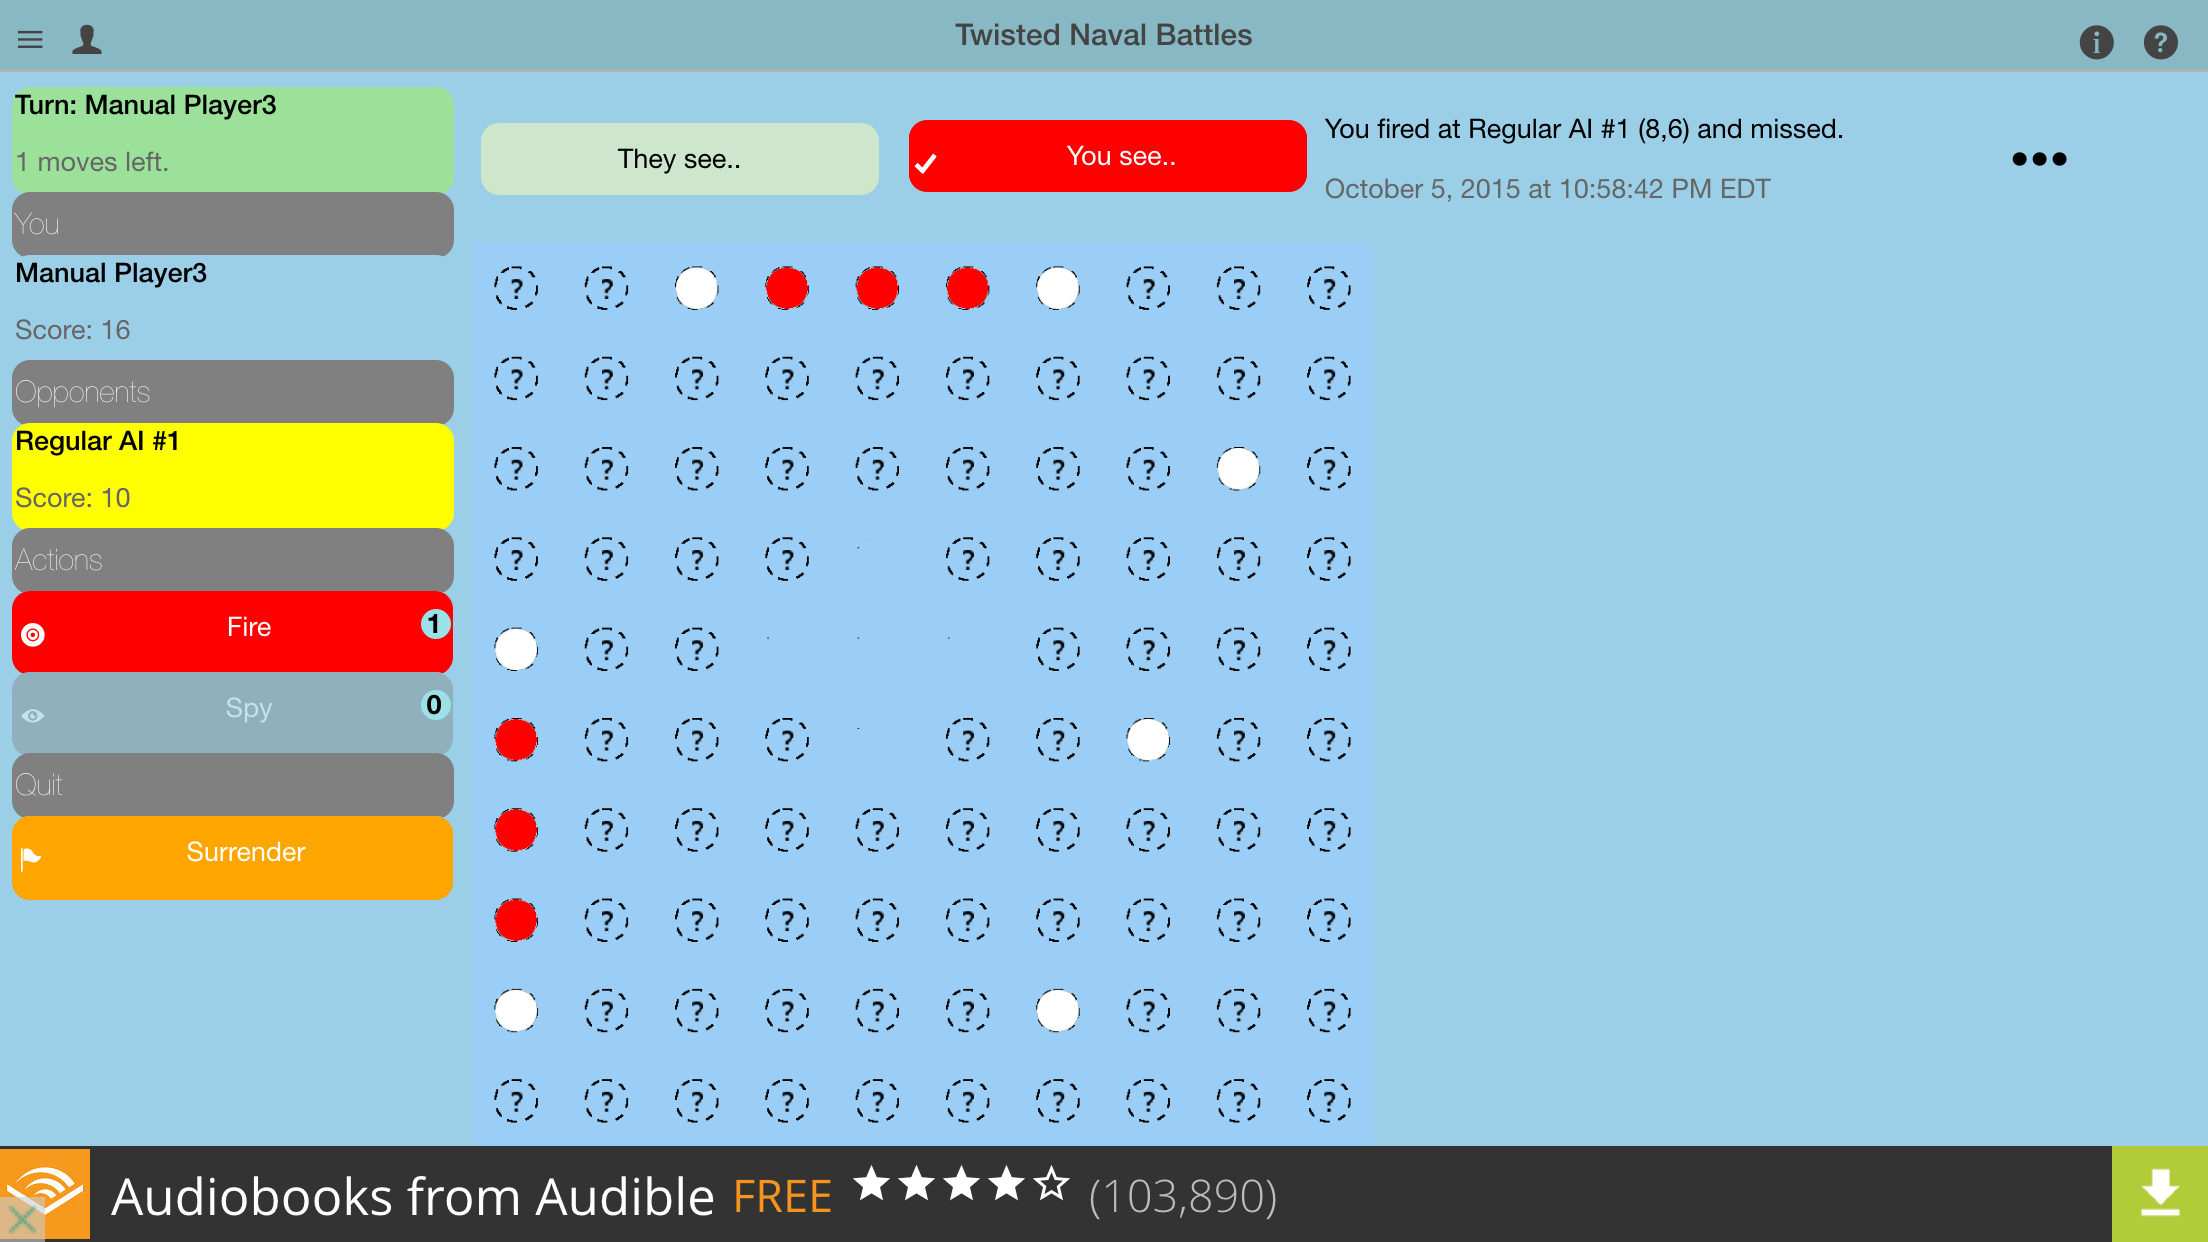 Twisted Naval Battles
i ?
Turn: Manual Player3
1 moves left.
You
Manual Player3
Score: 16
Opponents
Regular AI #1
Score: 10
Actions
Fire 1
Spy 0
Quit
Surrender
They see..
You see..
You fired at Regular AI #1 (8,6) and missed.
October 5, 2015 at 10:58:42 PM EDT
? ? ? ? ?
? ? ? ? ? ? ? ? ? ?
? ? ? ? ? ? ? ? ?
? ? ? ? ? ? ? ? ?
? ? ? ? ? ?
? ? ? ? ? ? ?
? ? ? ? ? ? ? ? ?
? ? ? ? ? ? ? ? ?
? ? ? ? ? ? ? ?
? ? ? ? ? ? ? ? ? ?
Audiobooks from Audible FREE (103,890)